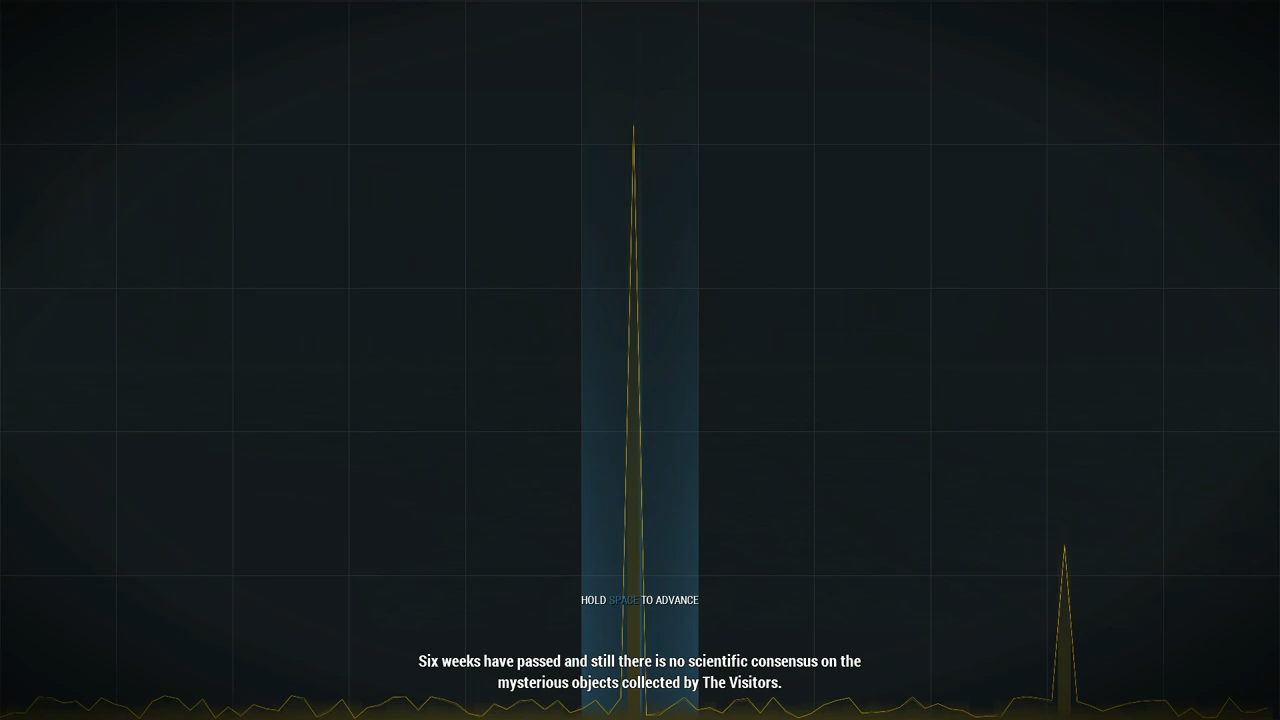 HOLD SPACE TO ADVANCE
Six weeks have passed and still there is no scientific consensus on the
mysterious objects collected by The Visitors.